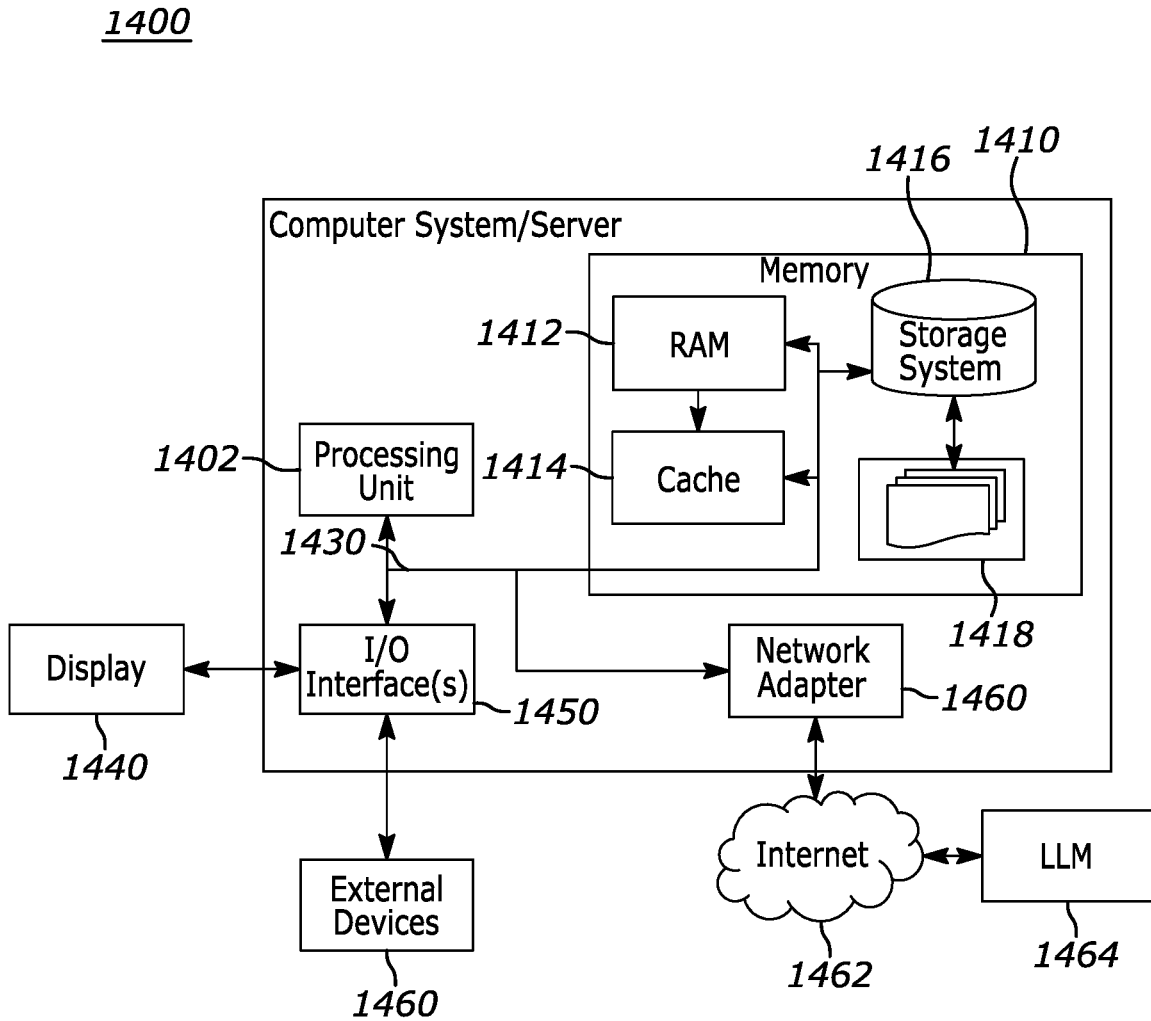 1400
1416
1410
Computer System/Server
Memory
1412
RAM
Storage
System
1402
Processing
Unit
1414
Cache
1430
1418
Display
I/O
Interface(s)
Network
Adapter
1450
1460
1440
Internet
LLM
External
Devices
1462
1464
1460